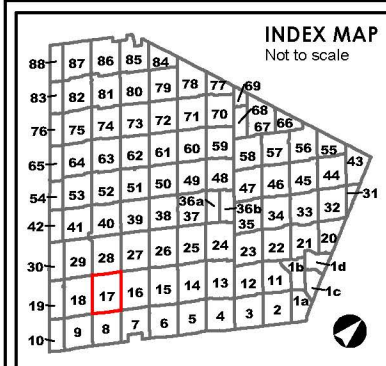 INDEX MAP
Not to scale
88 87 86 85 84
83 82 81 80 79 78 77 69
76 75 74 73 72 71 70 68 67 66
65 64 63 62 61 60 59 58 57 56 55 43
54 53 52 51 50 49 48 47 46 45 44 31
42 41 40 39 38 37 36a 36b 35 34 33 32
30 29 28 27 26 25 24 23 22 21 20
19 18 17 16 15 14 13 12 11 1b 1d
10 9 8 7 6 5 4 3 2 1a 1c